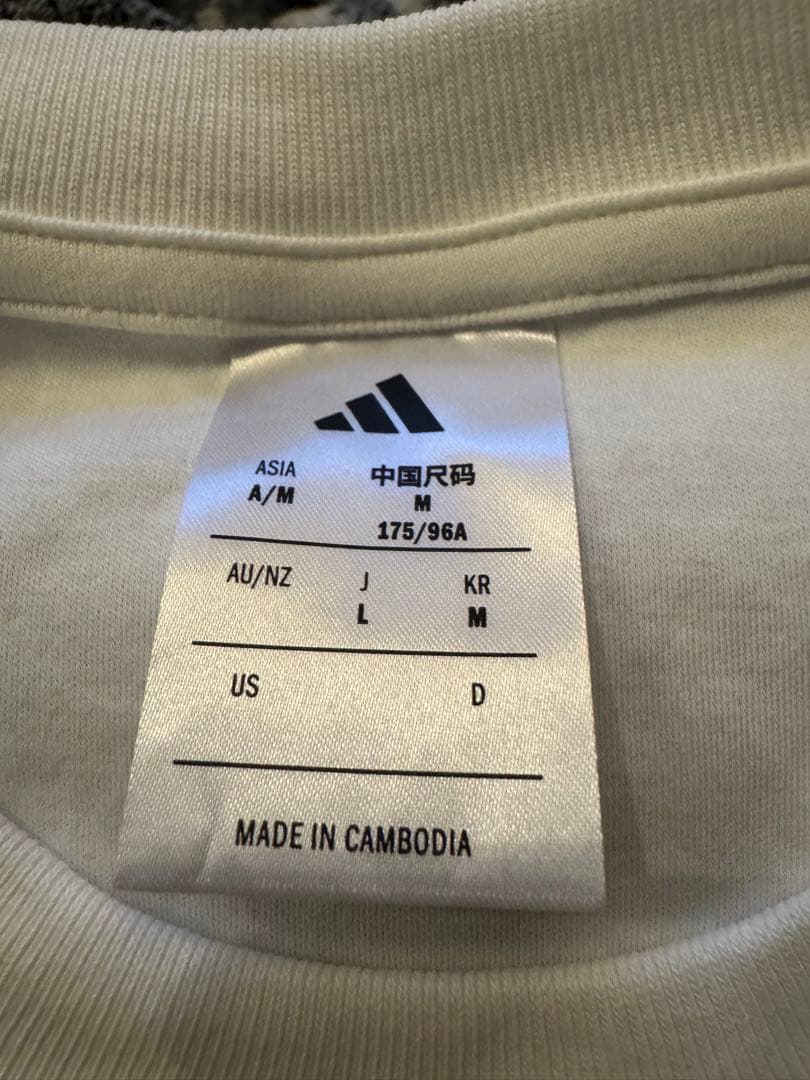 ASIA 中国尺码
A/M M
175/96A
AU/NZ J KR
L M
US D
MADE IN CAMBODIA